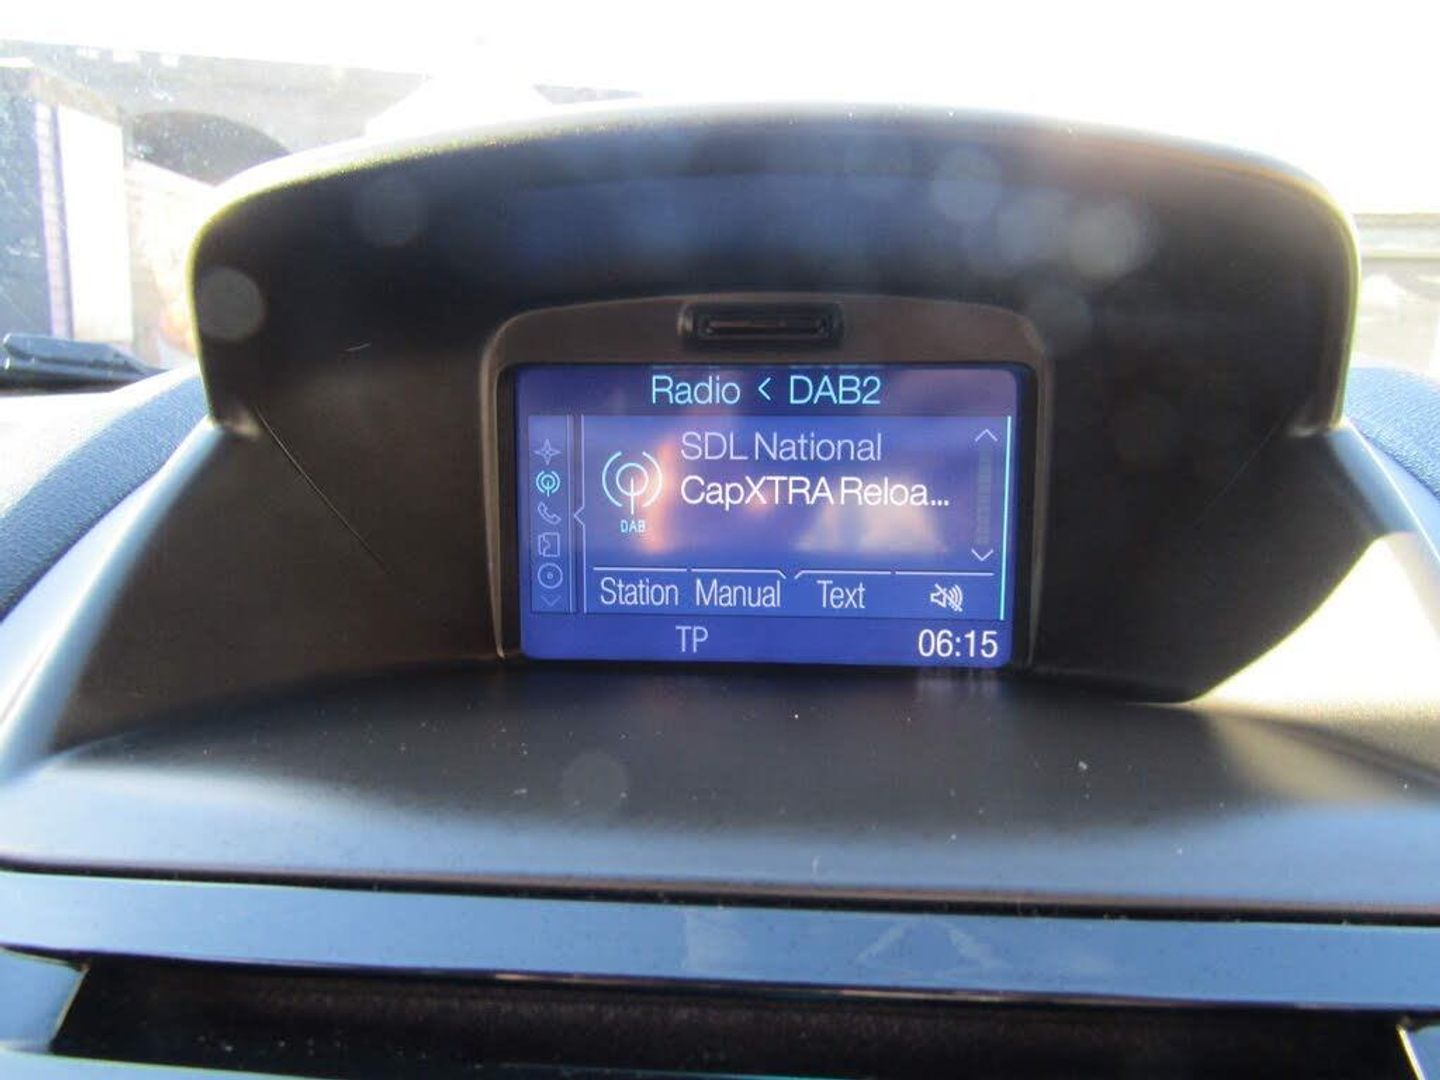 Radio < DAB2
SDL National
CapXTRA Reloa...
DAB
Station Manual Text
TP 06:15